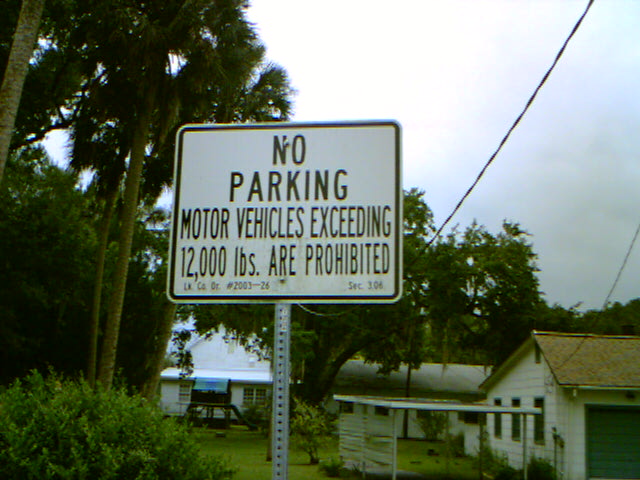 NO
PARKING
MOTOR VEHICLES EXCEEDING
12,000 lbs. ARE PROHIBITED
Lk. Co. Or. #2003-26 Sec. 3.06